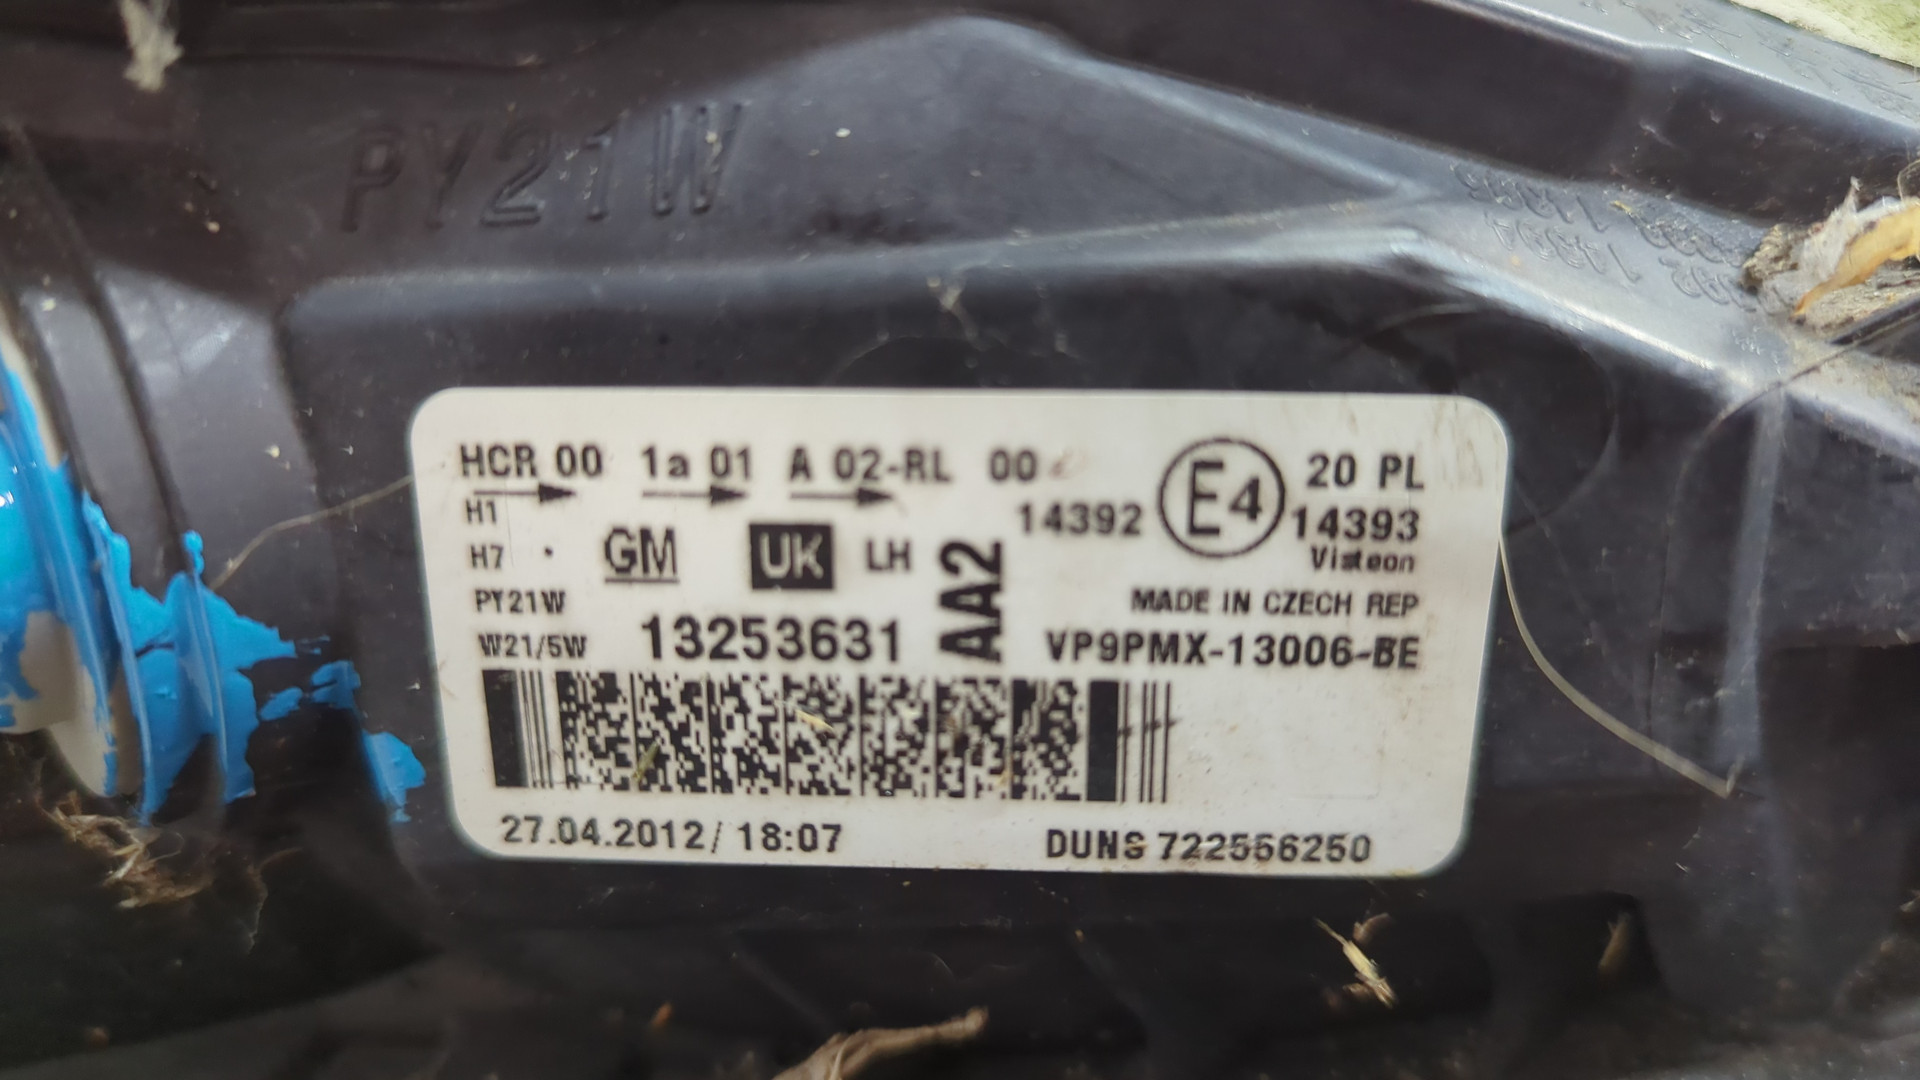 PY21W
HCR 00 1a 01 A 02-RL 00
20 PL
H1
14392
E4
14393
H7
GM
UK
LH
AA2
Visteon
PY21W
MADE IN CZECH REP
W21/5W
13253631
VP9PMX-13006-BE
27.04.2012/ 18:07
DUNS 722556250